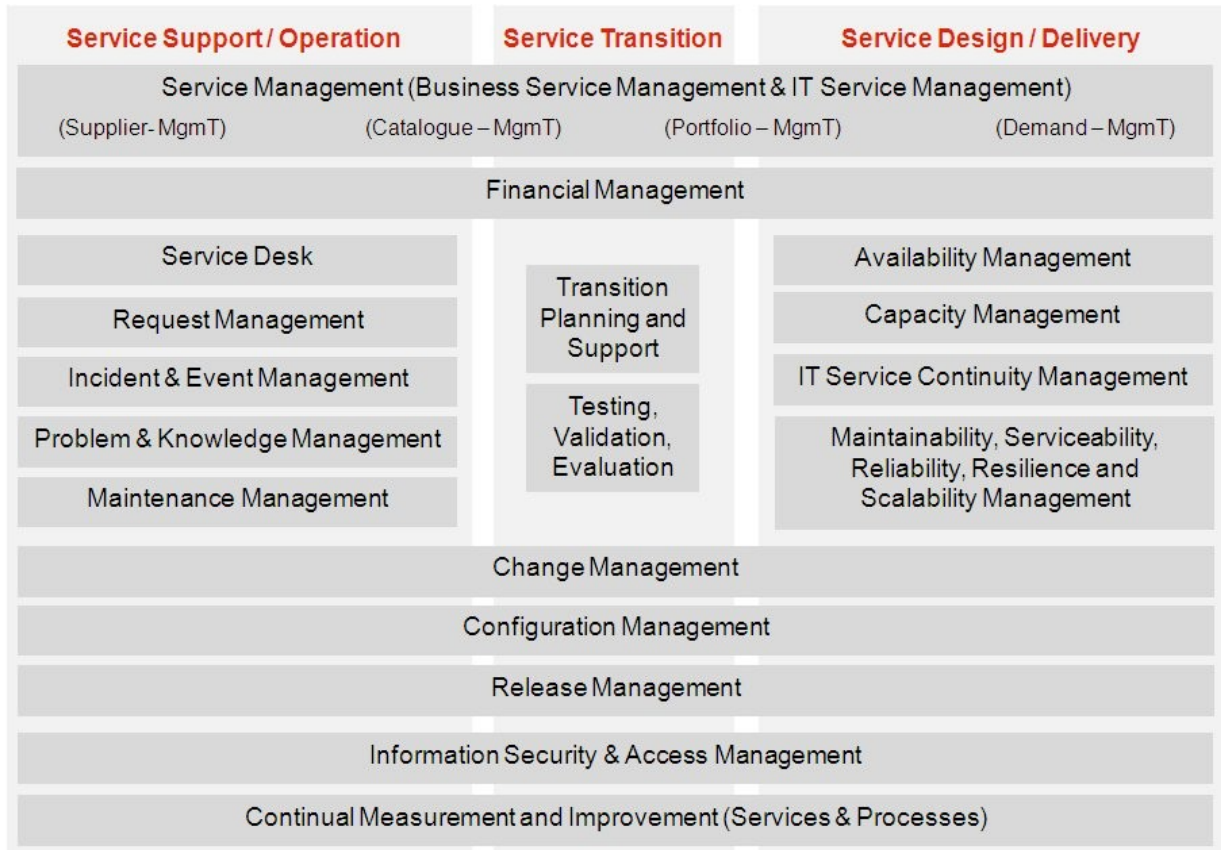 Service Support / Operation
Service Transition
Service Design / Delivery
Service Management (Business Service Management & IT Service Management)
(Supplier- MgmT)
(Catalogue – MgmT)
(Portfolio – MgmT)
(Demand – MgmT)
Financial Management
Service Desk
Request Management
Incident & Event Management
Problem & Knowledge Management
Maintenance Management
Transition
Planning and
Support
Testing,
Validation,
Evaluation
Availability Management
Capacity Management
IT Service Continuity Management
Maintainability, Serviceability,
Reliability, Resilience and
Scalability Management
Change Management
Configuration Management
Release Management
Information Security & Access Management
Continual Measurement and Improvement (Services & Processes)